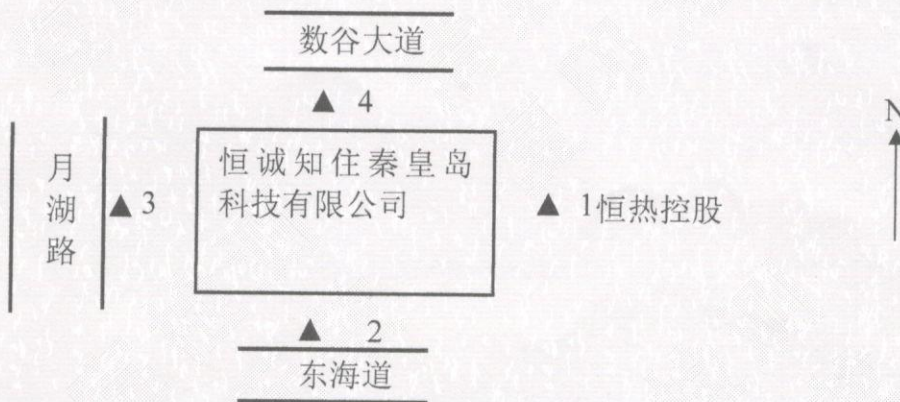 数谷大道
▲ 4
N
月湖路
▲ 3
恒诚知住秦皇岛
科技有限公司
▲ 1恒热控股
▲ 2
东海道